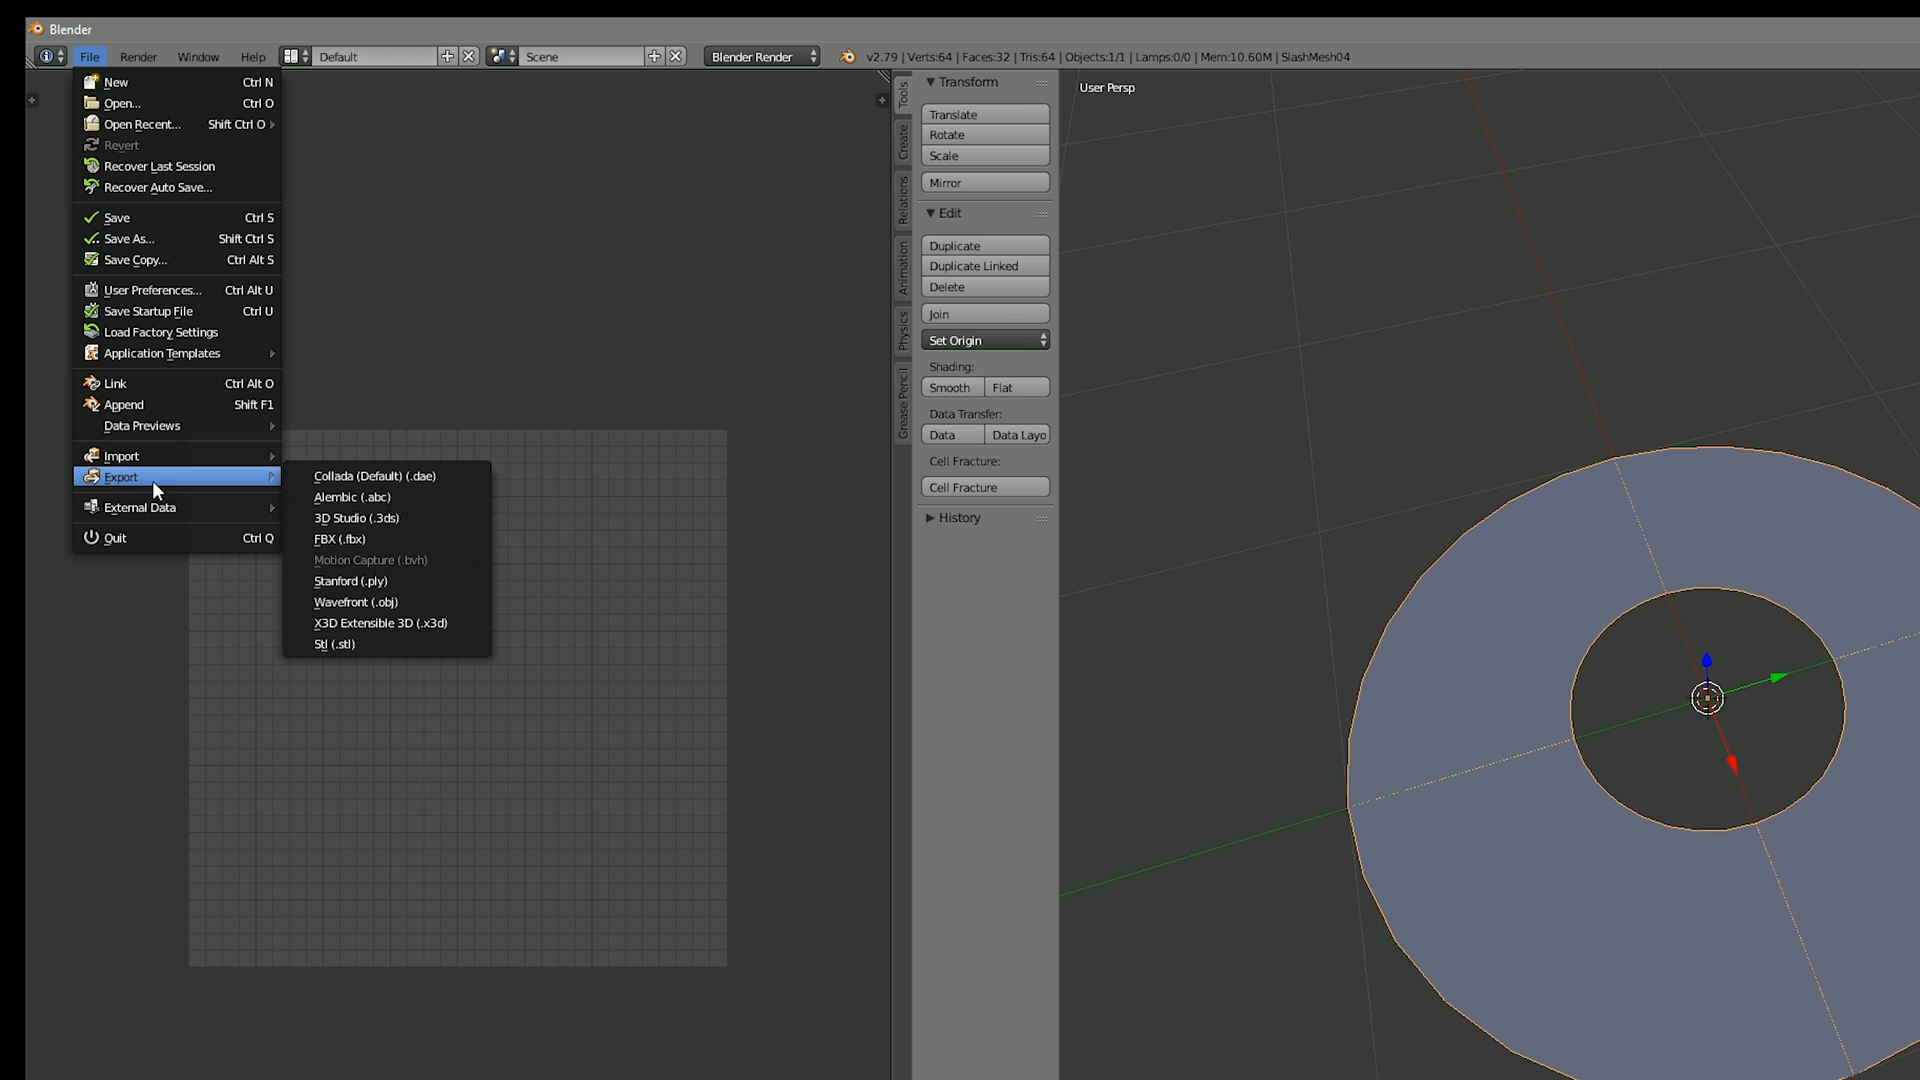 Blender
File Render Window Help Default Scene Blender Render v2.79 | Verts:64 | Faces:32 | Tris:64 | Objects:1/1 | Lamps:0/0 | Mem:10.60M | SlashMesh04
New Ctrl N
Open... Ctrl O
Open Recent... Shift Ctrl O
Revert
Recover Last Session
Recover Auto Save...
Save Ctrl S
Save As... Shift Ctrl S
Save Copy... Ctrl Alt S
User Preferences... Ctrl Alt U
Save Startup File Ctrl U
Load Factory Settings
Application Templates
Link Ctrl Alt O
Append Shift F1
Data Previews
Import
Export
External Data
Quit Ctrl Q
Collada (Default) (.dae)
Alembic (.abc)
3D Studio (.3ds)
FBX (.fbx)
Motion Capture (.bvh)
Stanford (.ply)
Wavefront (.obj)
X3D Extensible 3D (.x3d)
Stl (.stl)
Tools
Create
Relations
Animation
Physics
Grease Pencil
Transform
Translate
Rotate
Scale
Mirror
Edit
Duplicate
Duplicate Linked
Delete
Join
Set Origin
Shading:
Smooth Flat
Data Transfer:
Data Data Layo
Cell Fracture:
Cell Fracture
History
User Persp